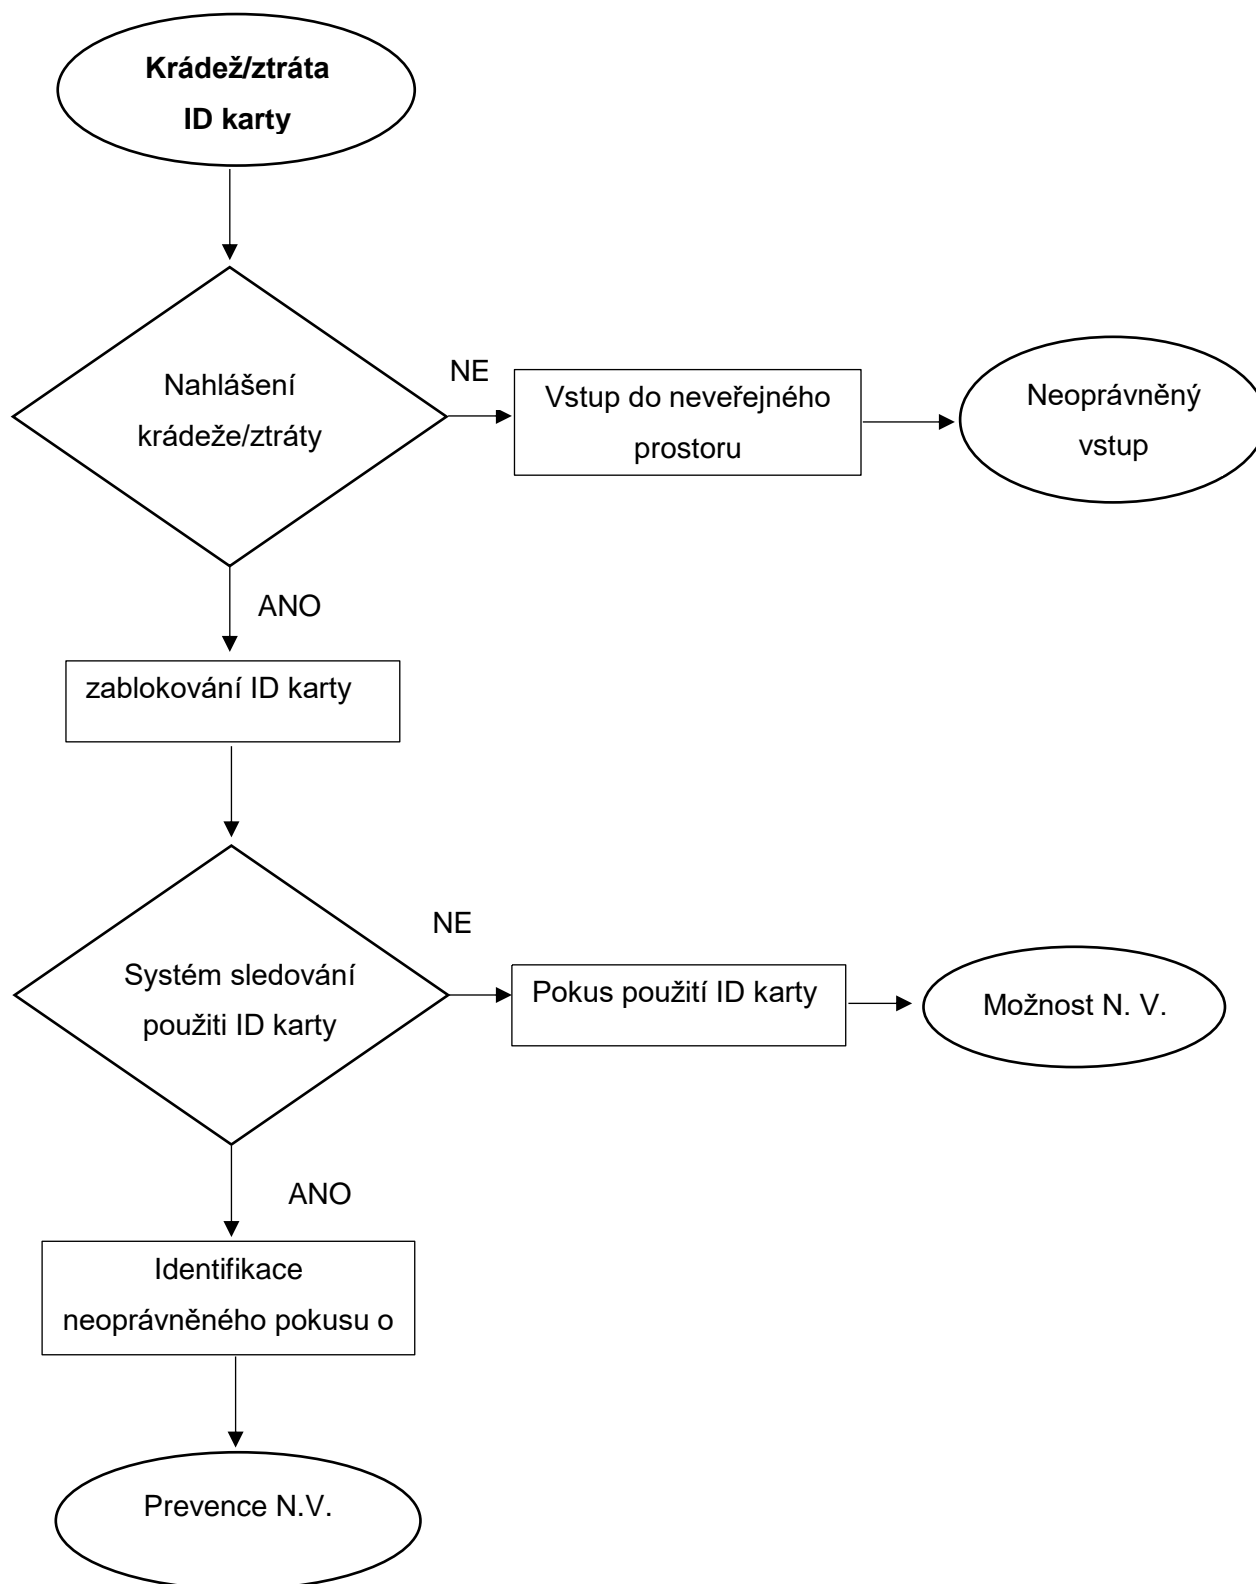 Krádež/ztráta
ID karty
NE
Nahlášení
krádeže/ztráty
Vstup do neveřejného
prostoru
Neoprávněný
vstup
ANO
zablokování ID karty
NE
Systém sledování
použiti ID karty
Pokus použití ID karty
Možnost N. V.
ANO
Identifikace
neoprávněného pokusu o
Prevence N.V.